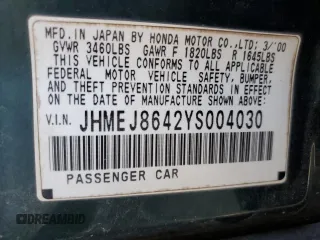 MFD. IN JAPAN BY HONDA MOTOR CO.,LTD; 3/'00
GVWR 3460LBS GAWR F 1820LBS R 1645LBS
THIS VEHICLE CONFORMS TO ALL APPLICABLE
FEDERAL MOTOR VEHICLE SAFETY, BUMPER,
AND THEFT PREVENTION STANDARDS IN EFFECT
ON THE DATE OF MANUFACTURE SHOWN ABOVE.
V.I.N. JHMEJ8642YS004030
PASSENGER CAR
© DREAMBID